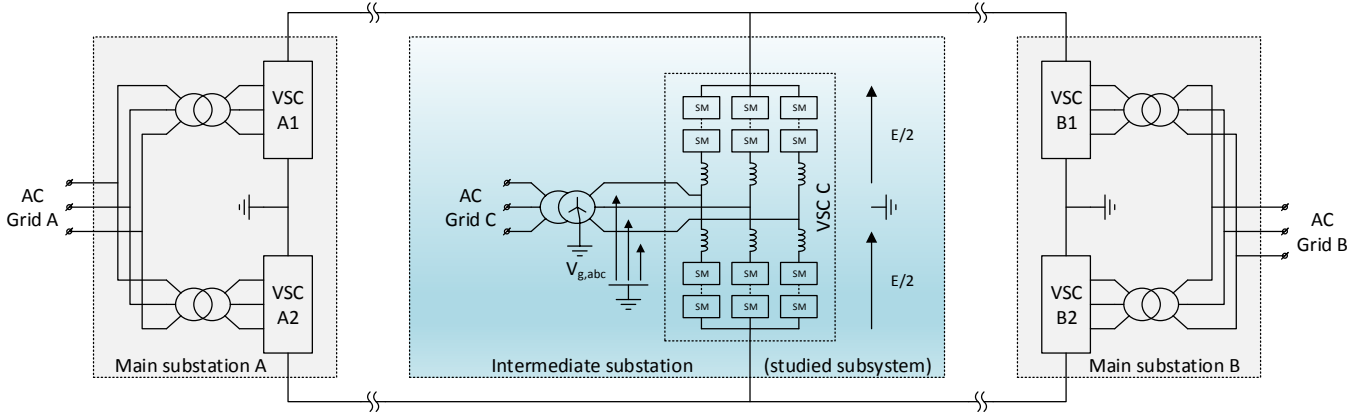 VSC
A1
AC
Grid A
VSC
A2
Main substation A
SM
SM
SM
SM
SM
SM
E/2
AC
Grid C
VSC C
V_g,abc
SM
SM
SM
SM
SM
SM
E/2
Intermediate substation
(studied subsystem)
VSC
B1
AC
Grid B
VSC
B2
Main substation B